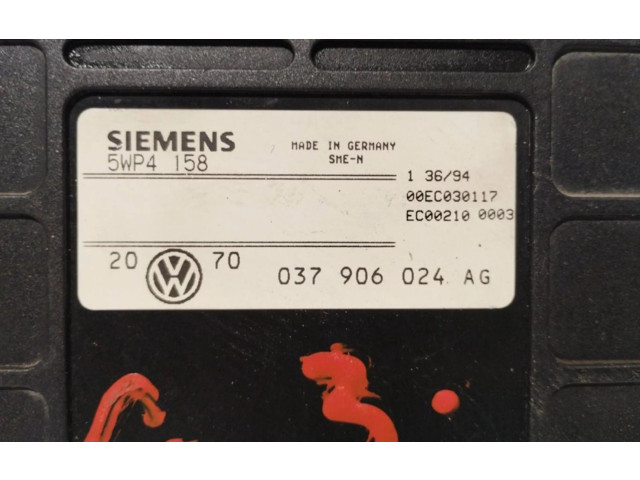 SIEMENS
5WP4 158
MADE IN GERMANY
SME-N
1 36/94
00EC030117
EC00210 0003
20 VW 70
037 906 024 AG